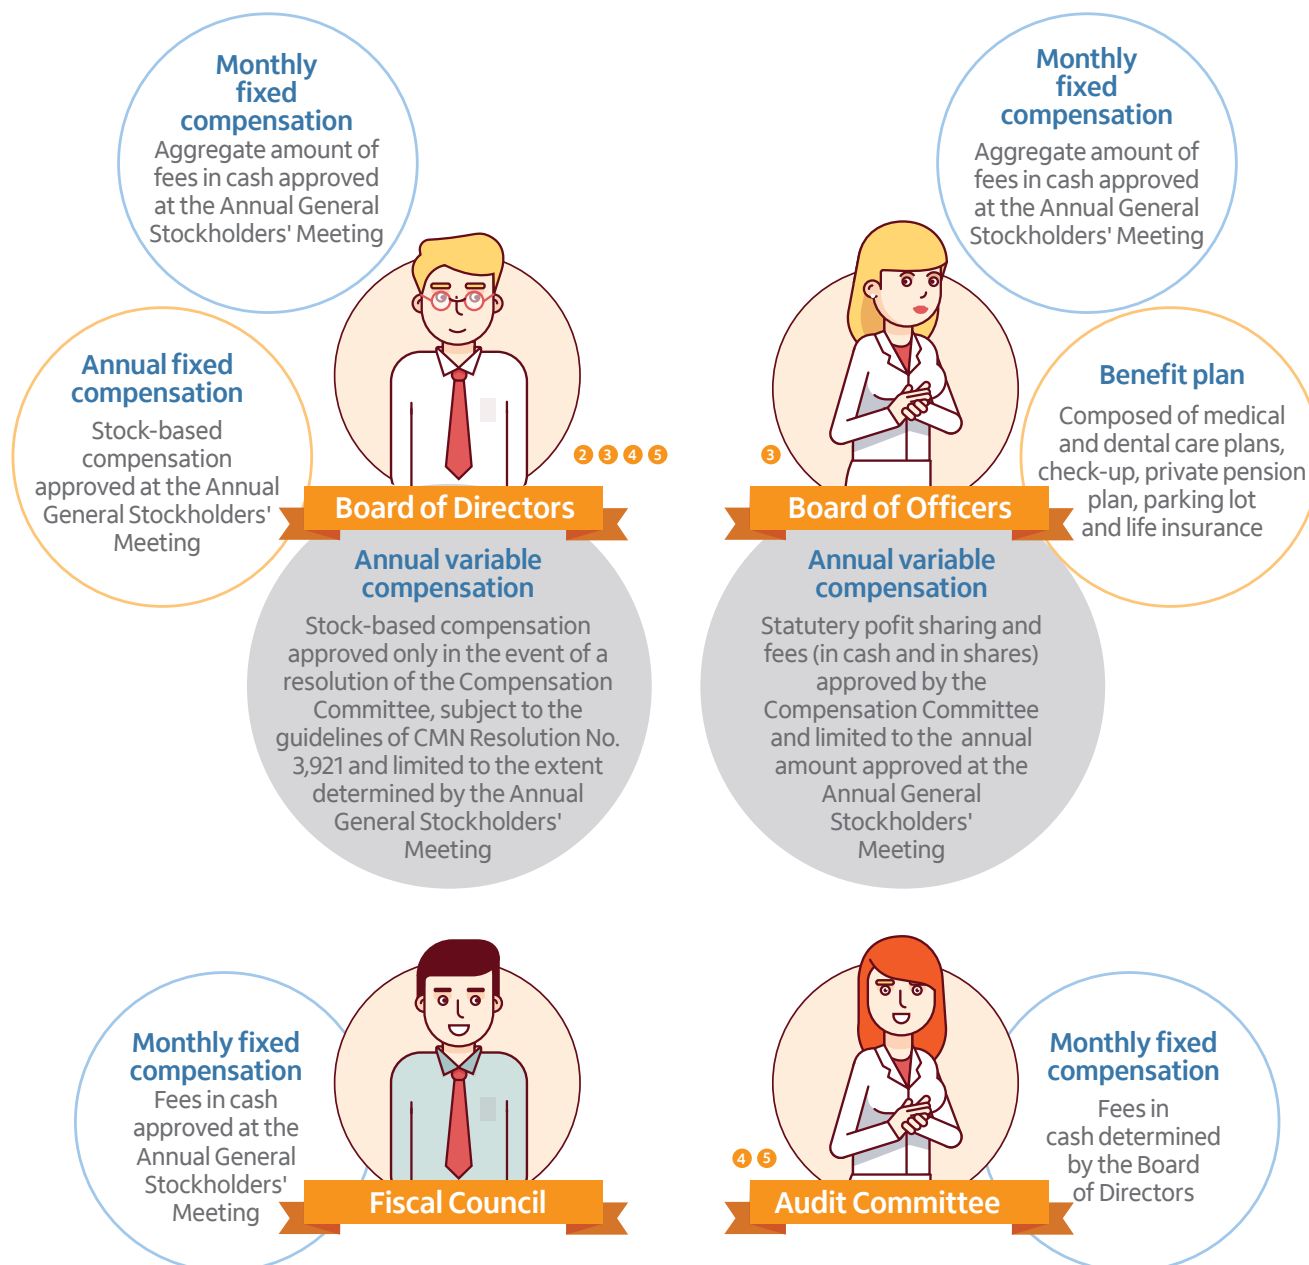 Monthly
fixed
compensation
Aggregate amount of
fees in cash approved
at the Annual General
Stockholders' Meeting
Annual fixed
compensation
Stock-based
compensation
approved at the Annual
General Stockholders'
Meeting
2 3 4 5
Board of Directors
Annual variable
compensation
Stock-based compensation
approved only in the event of a
resolution of the Compensation
Committee, subject to the
guidelines of CMN Resolution No.
3,921 and limited to the extent
determined by the Annual
General Stockholders'
Meeting
Monthly
fixed
compensation
Aggregate amount of
fees in cash approved
at the Annual General
Stockholders' Meeting
Benefit plan
Composed of medical
and dental care plans,
check-up, private pension
plan, parking lot
and life insurance
3
Board of Officers
Annual variable
compensation
Statutery pofit sharing and
fees (in cash and in shares)
approved by the
Compensation Committee
and limited to the annual
amount approved at the
Annual General
Stockholders'
Meeting
Monthly fixed
compensation
Fees in cash
approved at the
Annual General
Stockholders'
Meeting
Fiscal Council
Monthly fixed
compensation
Fees in
cash determined
by the Board
of Directors
4 5
Audit Committee